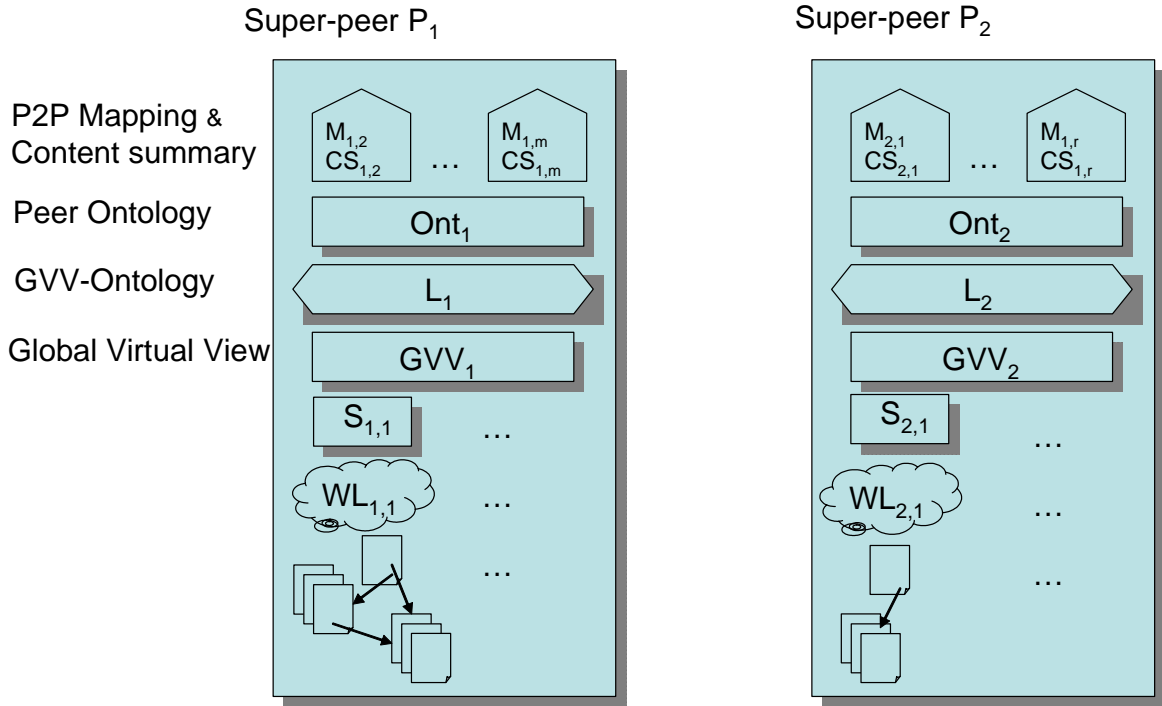 Super-peer P₁
Super-peer P₂
P2P Mapping &
Content summary
M₁,₂
CS₁,₂
…
M₁,ₘ
CS₁,ₘ
M₂,₁
CS₂,₁
…
M₁,ᵣ
CS₁,ᵣ
Peer Ontology
Ont₁
Ont₂
GVV-Ontology
L₁
L₂
Global Virtual View
GVV₁
GVV₂
S₁,₁
…
S₂,₁
…
WL₁,₁
…
WL₂,₁
…
…
…